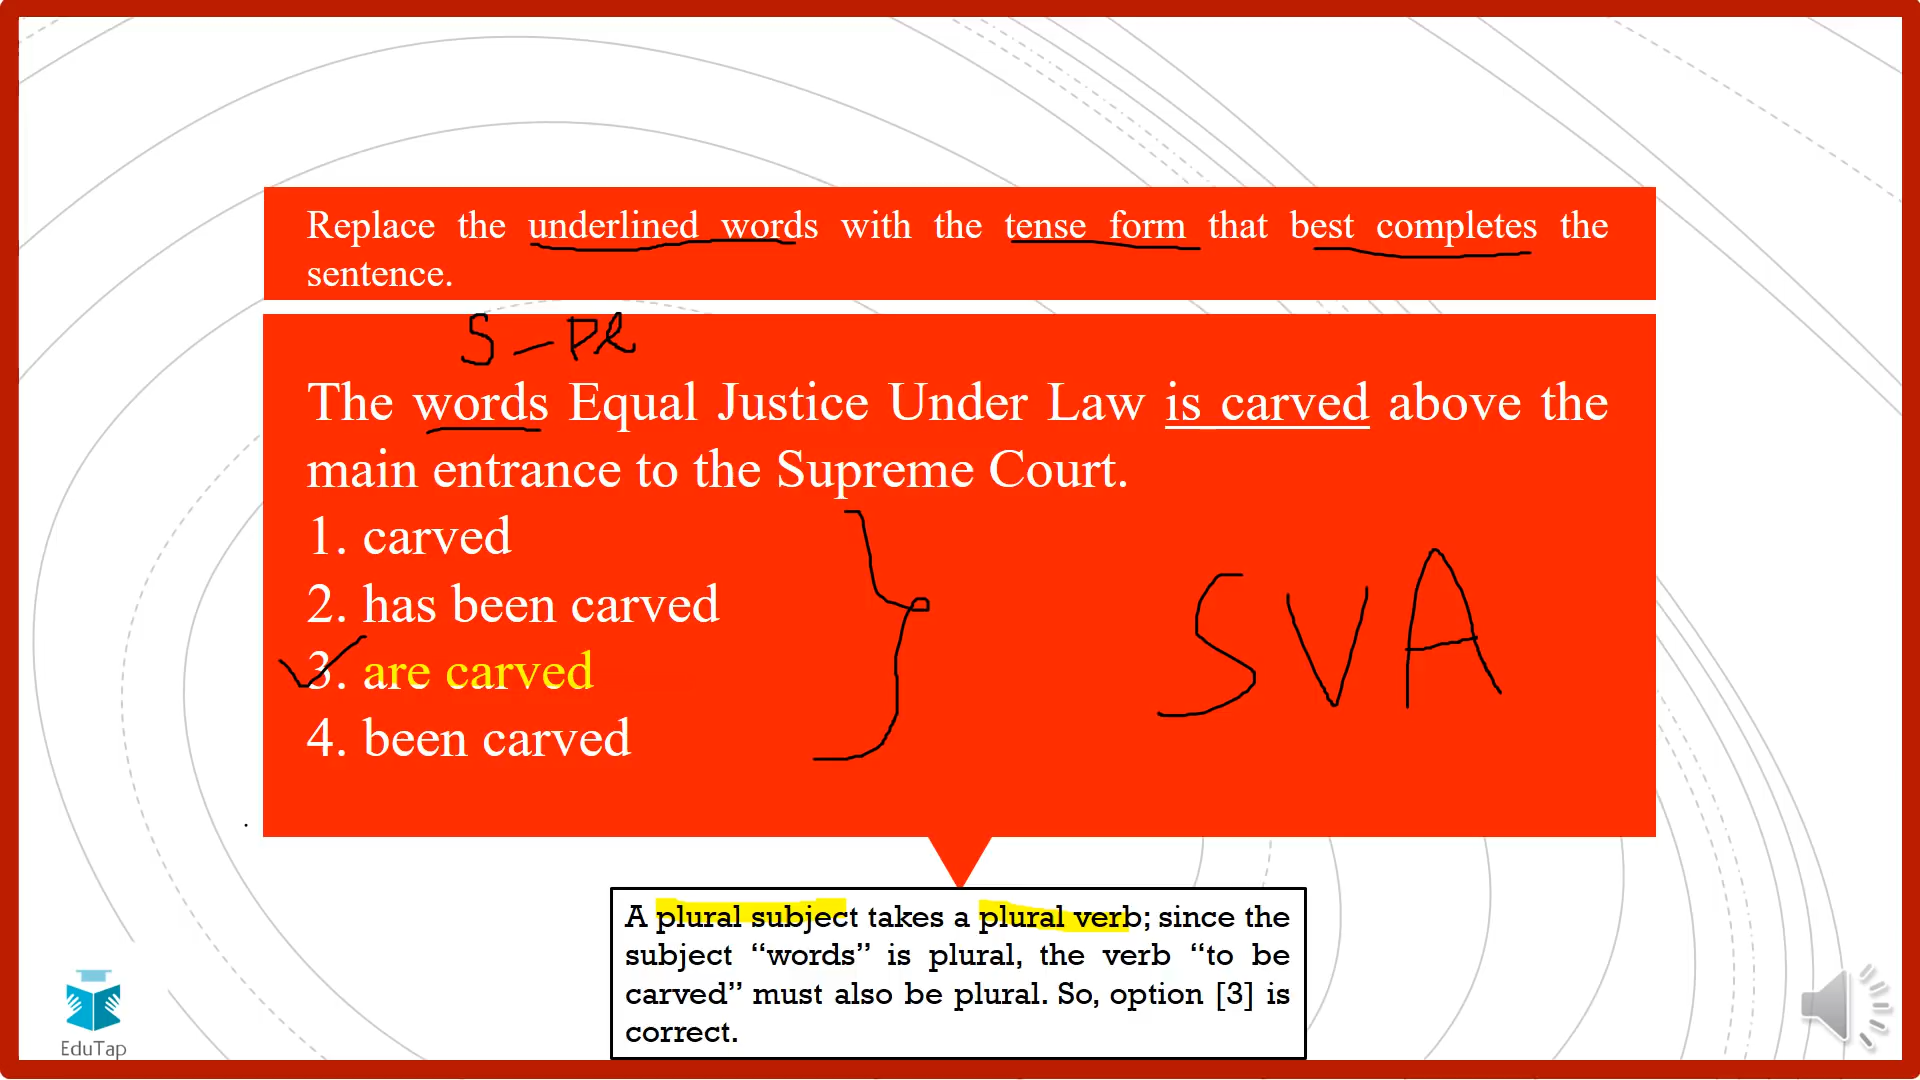 Replace the underlined words with the tense form that best completes the
sentence.
S - Pl
The words Equal Justice Under Law is carved above the
main entrance to the Supreme Court.
1. carved
2. has been carved
3. are carved
4. been carved
SVA
A plural subject takes a plural verb; since the
subject “words” is plural, the verb “to be
carved” must also be plural. So, option [3] is
correct.
EduTap